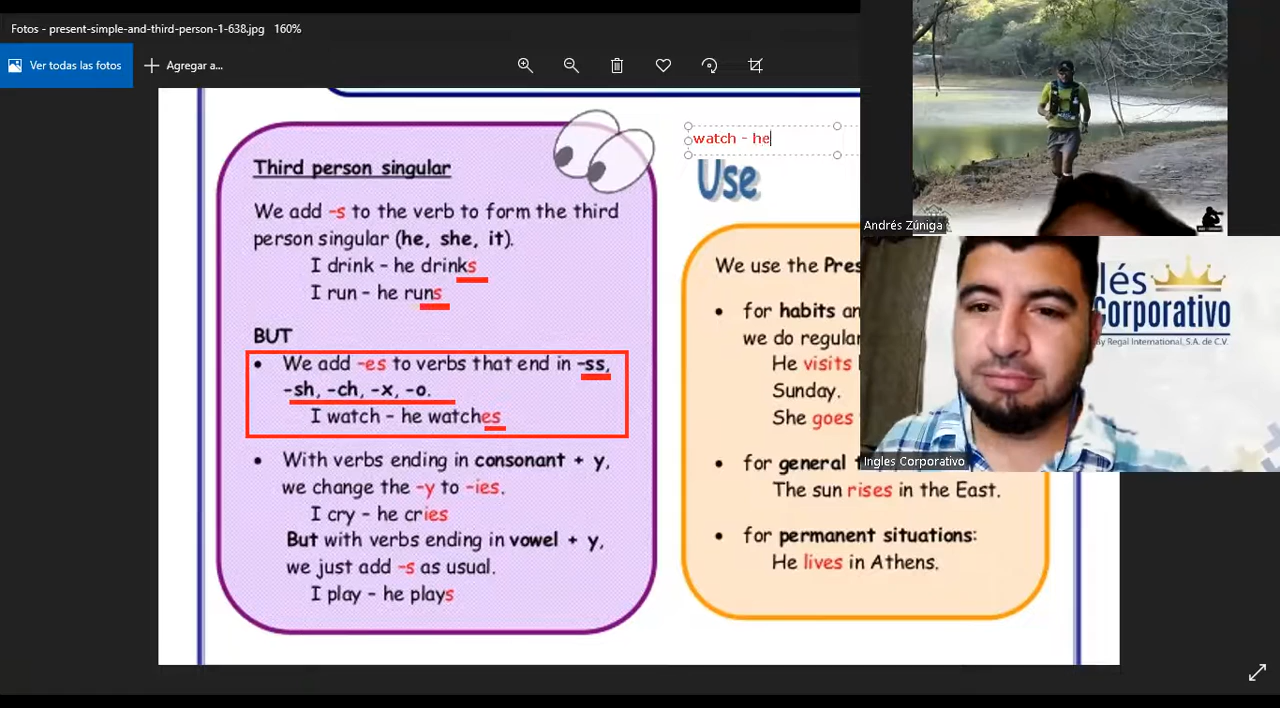 Fotos - present-simple-and-third-person-1-638.jpg 160%
Ver todas las fotos
Agregar a...
Third person singular
We add -s to the verb to form the third
person singular (he, she, it).
I drink - he drinks
I run - he runs
BUT
• We add -es to verbs that end in -ss,
-sh, -ch, -x, -o.
I watch - he watches
• With verbs ending in consonant + y,
we change the -y to -ies.
I cry - he cries
But with verbs ending in vowel + y,
we just add -s as usual.
I play - he plays
watch - he
Use
We use the
• for habits
we do
He visits
Sunday.
She goes
• for general
The sun rises in the East.
• for permanent situations:
He lives in Athens.
Andrés Zúniga
Corporativo
by Regal International, S.A. de C.V.
Ingles Corporativo